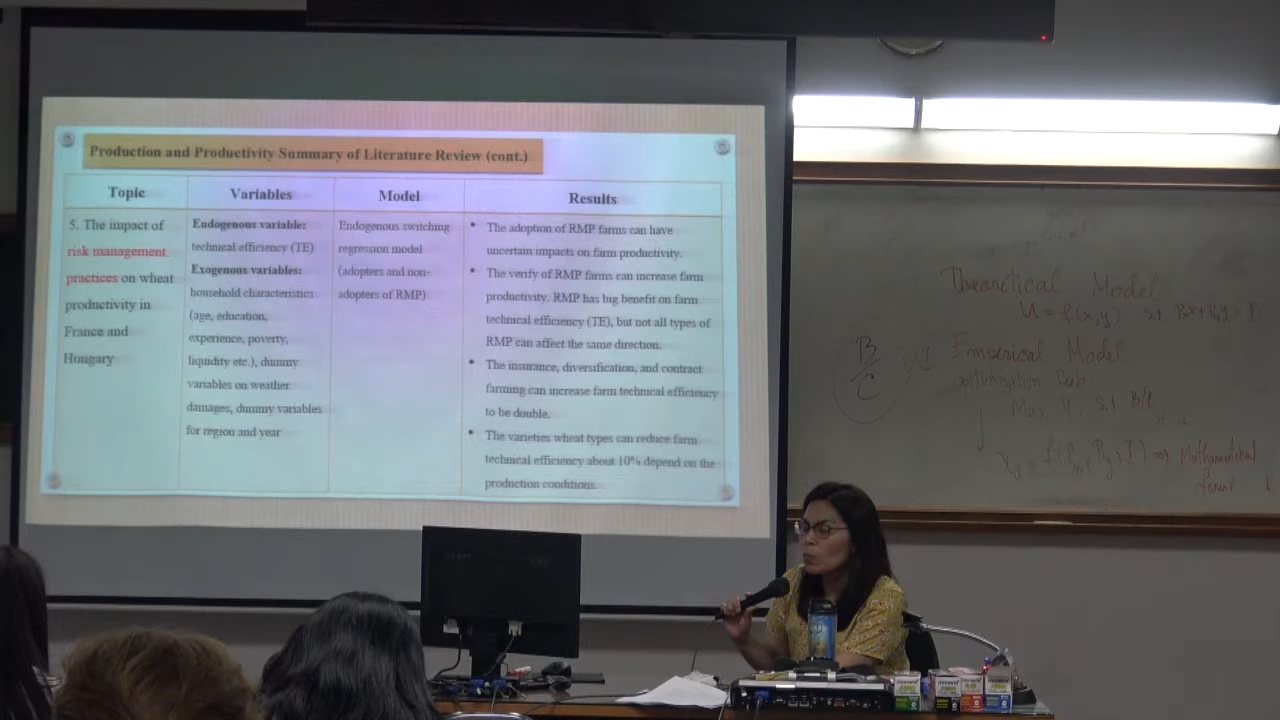 Production and Productivity Summary of Literature Review (cont.)
Topic
Variables
Model
Results
5. The impact of
risk management
practices on wheat
productivity in
France and
Hungary
Endogenous variable:
technical efficiency (TE)
Exogenous variables:
household characteristics
(age, education,
experience, poverty,
liquidity etc.), dummy
variables on weather
damages, dummy variables
for region and year
Endogenous switching
regression model
(adopters and non-
adopters of RMP)
• The adoption of RMP farms can have
uncertain impacts on farm productivity.
• The verify of RMP farms can increase farm
productivity. RMP has big benefit on farm
technical efficiency (TE), but not all types of
RMP can affect the same direction.
• The insurance, diversification, and contract
farming can increase farm technical efficiency
to be double.
• The varieties wheat types can reduce farm
technical efficiency about 10% depend on the
production conditions.
Theoretical Model
U = f(x,y) s.t.
B/C
Emperical Model
Max U, s.t. B/l
⇒ Mathematical
form